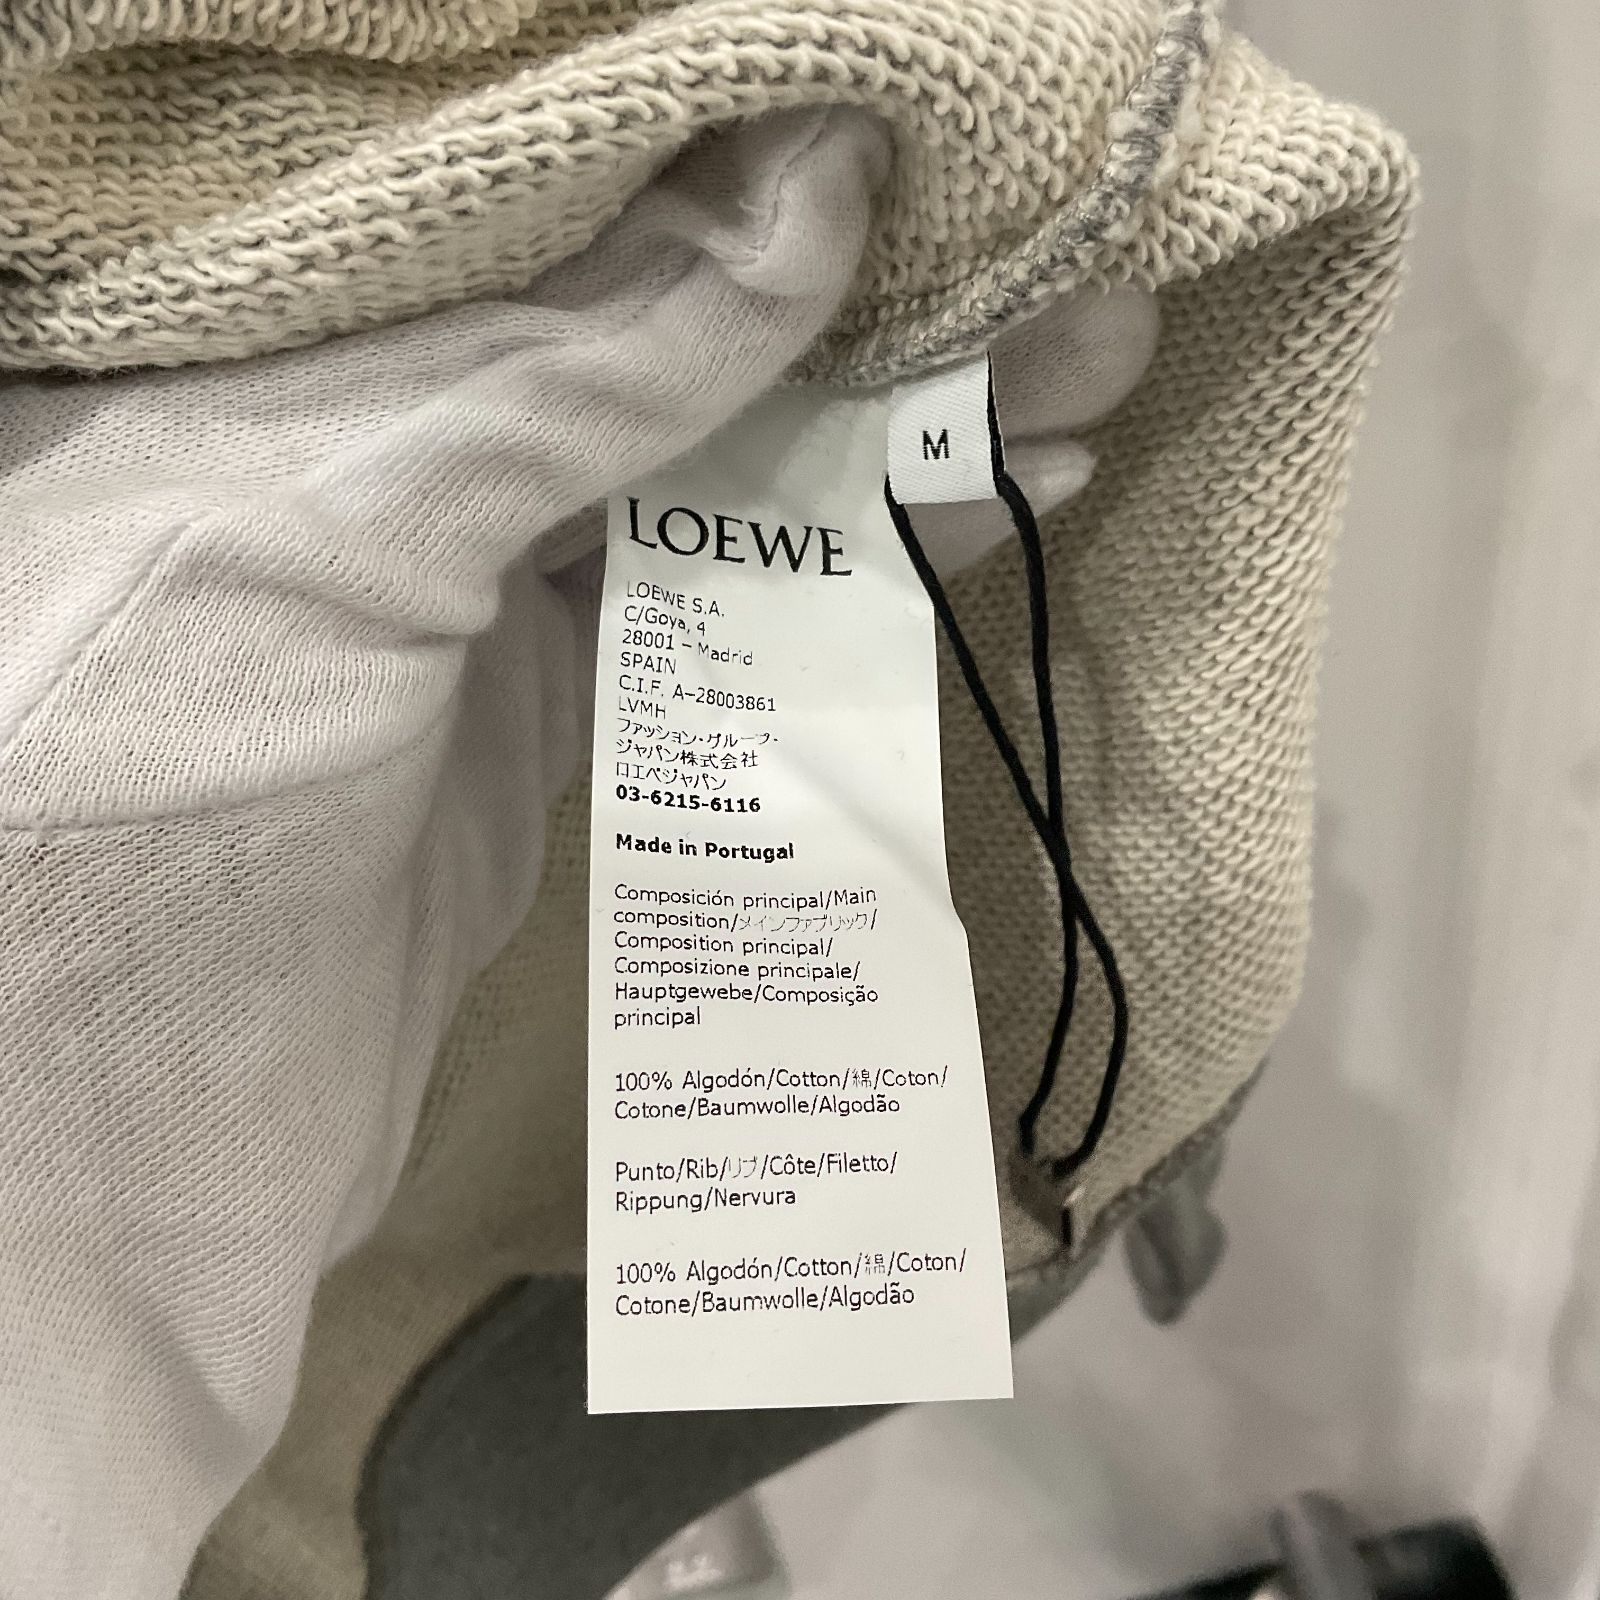 M
LOEWE
LOEWE S.A.
C/Goya, 4
28001 – Madrid
SPAIN
C.I.F. A-28003861
LVMH
ファッション・グループ・
ジャパン株式会社
ロエベジャパン
03-6215-6116
Made in Portugal
Composición principal/Main
composition/メインファブリック/
Composition principal/
Composizione principale/
Hauptgewebe/Composição
principal
100% Algodón/Cotton/綿/Coton/
Cotone/Baumwolle/Algodão
Punto/Rib/リブ/Côte/Filetto/
Rippung/Nervura
100% Algodón/Cotton/綿/Coton/
Cotone/Baumwolle/Algodão